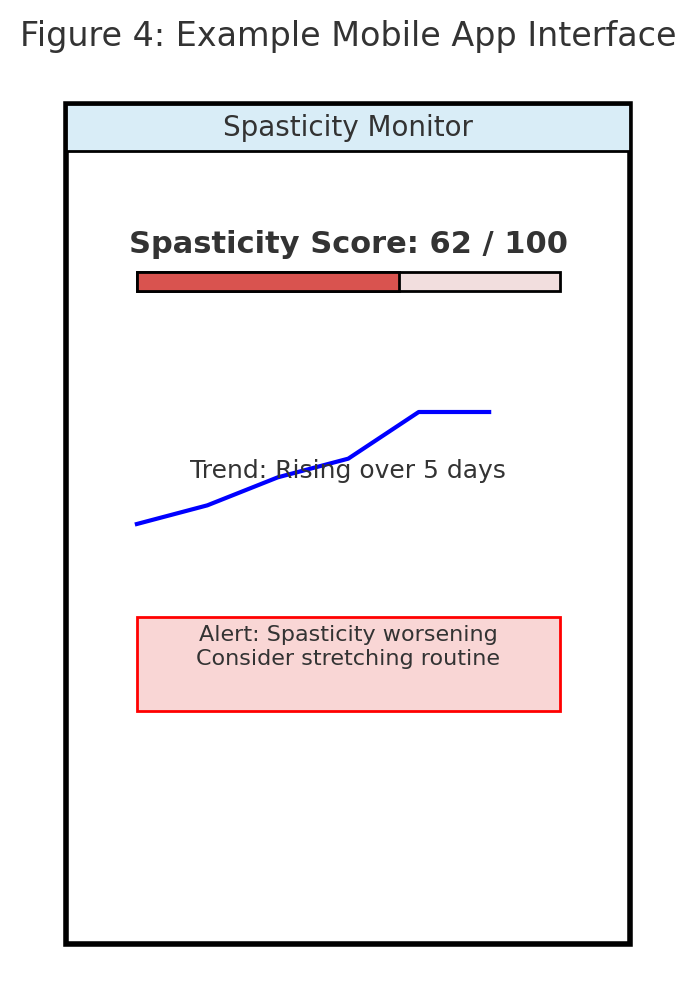 Figure 4: Example Mobile App Interface
Spasticity Monitor
Spasticity Score: 62 / 100
Trend: Rising over 5 days
Alert: Spasticity worsening
Consider stretching routine